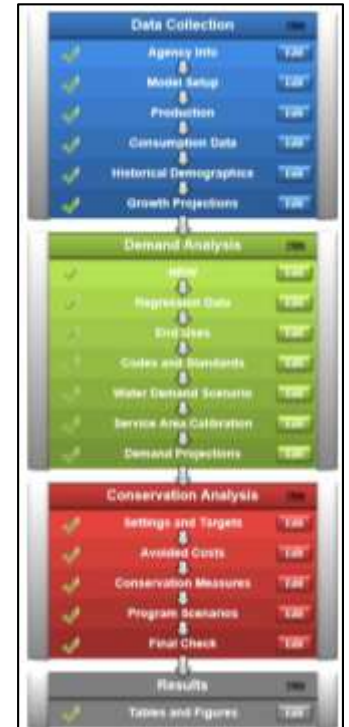 Data Collection
Agency Info Edit
Model Setup Edit
Production Edit
Consumption Data Edit
Historical Demographics Edit
Growth Projections Edit
Demand Analysis
NRW Edit
Regression Data Edit
End Uses Edit
Codes and Standards Edit
Water Demand Scenario Edit
Service Area Calibration Edit
Demand Projections Edit
Conservation Analysis
Settings and Targets Edit
Avoided Costs Edit
Conservation Measures Edit
Program Scenarios Edit
Final Check Edit
Results
Tables and Figures Edit